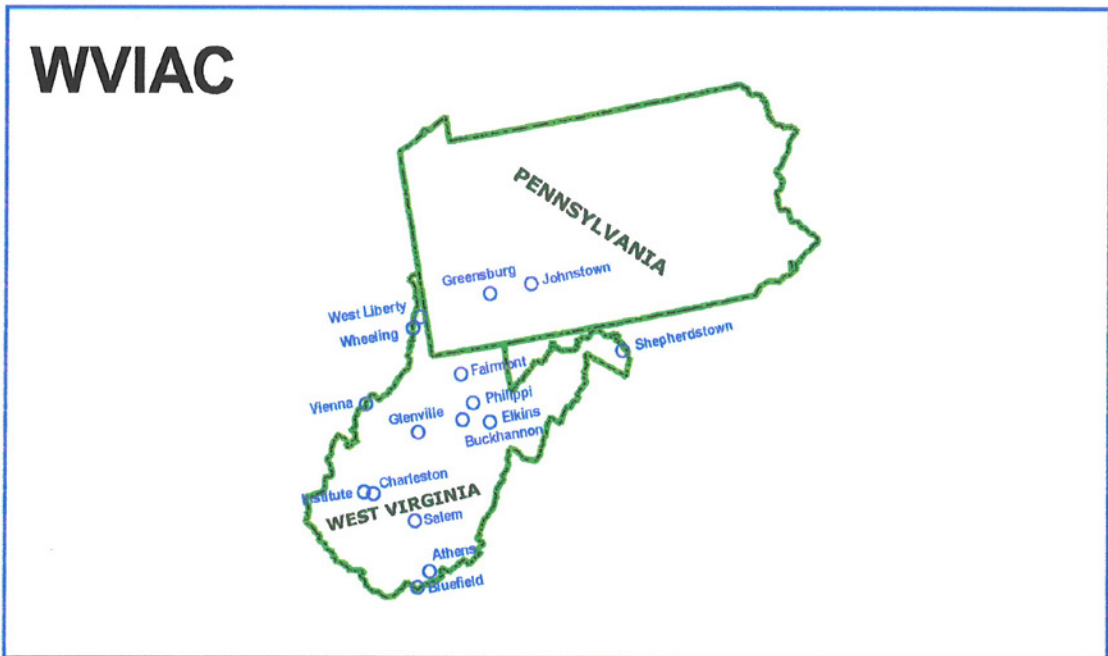 WVIAC
PENNSYLVANIA
Greensburg
Johnstown
West Liberty
Wheeling
Shepherdstown
Fairmont
Vienna
Philippi
Glenville
Elkins
Buckhannon
Institute
Charleston
WEST VIRGINIA
Salem
Athens
Bluefield